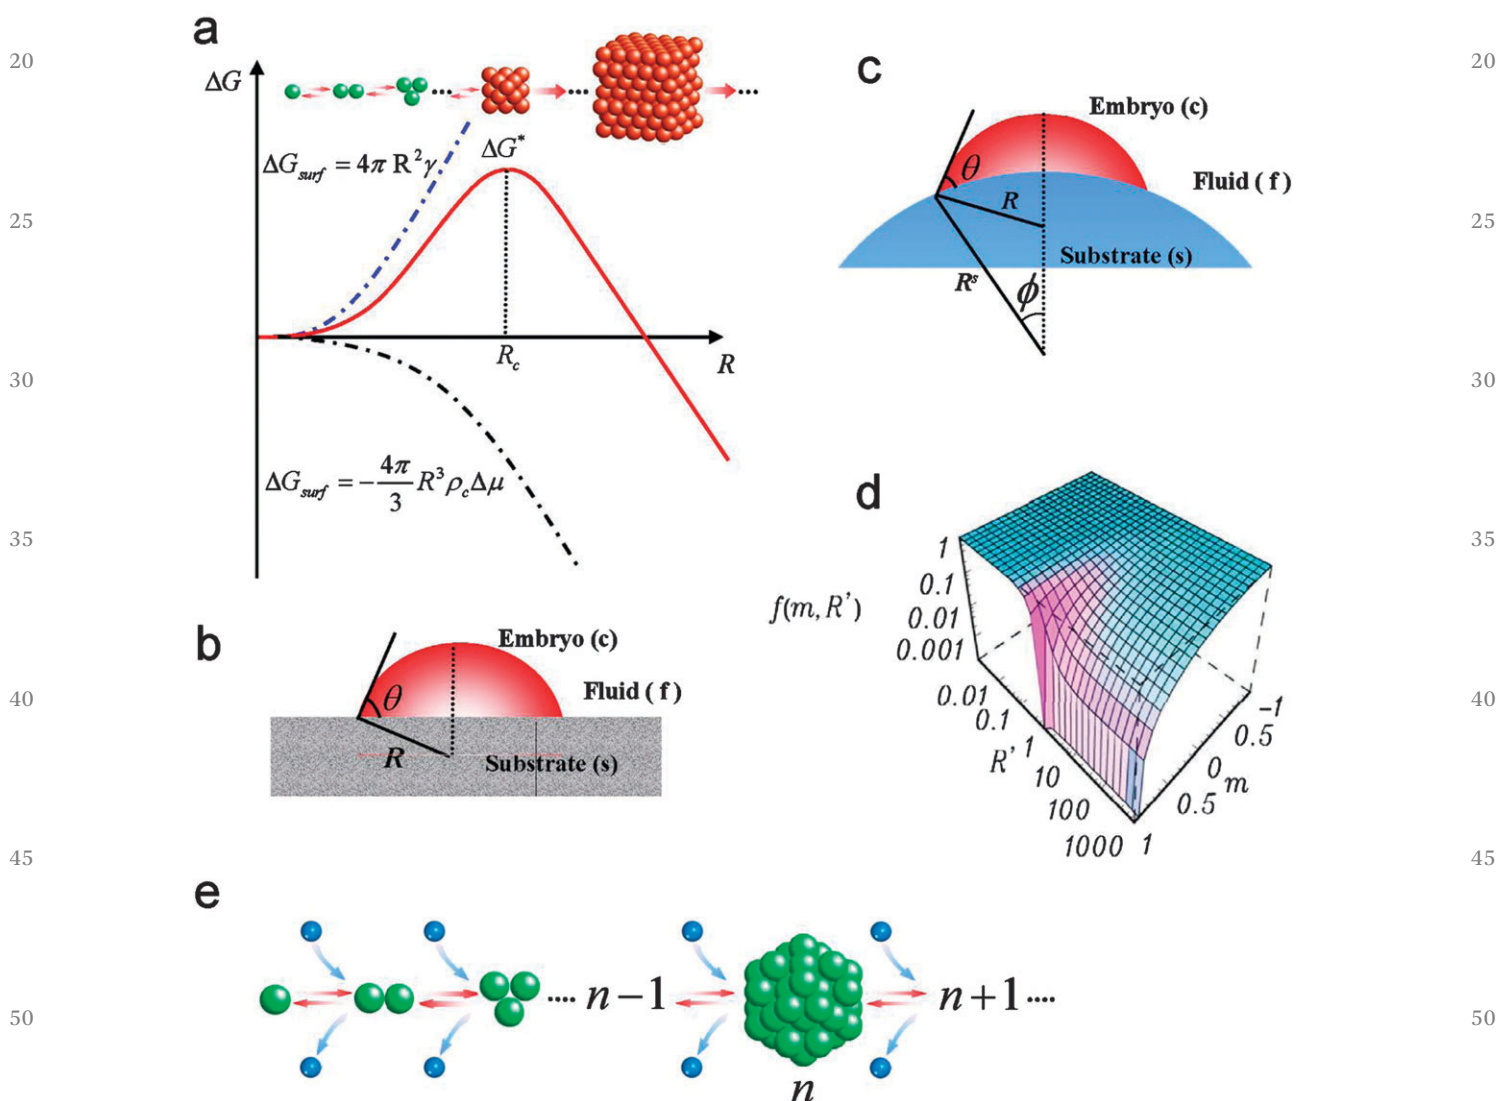 a
20
20
ΔG
c
Embryo (c)
ΔG_surf = 4π R²γ
ΔG*
θ
Fluid ( f )
R
25
25
Substrate (s)
R^s
ϕ
R_c
R
30
30
ΔG_surf = −4π/3 R³ρ_cΔμ
d
35
35
1
0.1
0.01
0.001
f(m, R')
0.01
0.1
1
10
100
1000
R'
−1
0.5
0
0.5
1
m
b
Embryo (c)
θ
Fluid ( f )
40
40
R
Substrate (s)
45
45
e
n−1
n+1
50
50
n